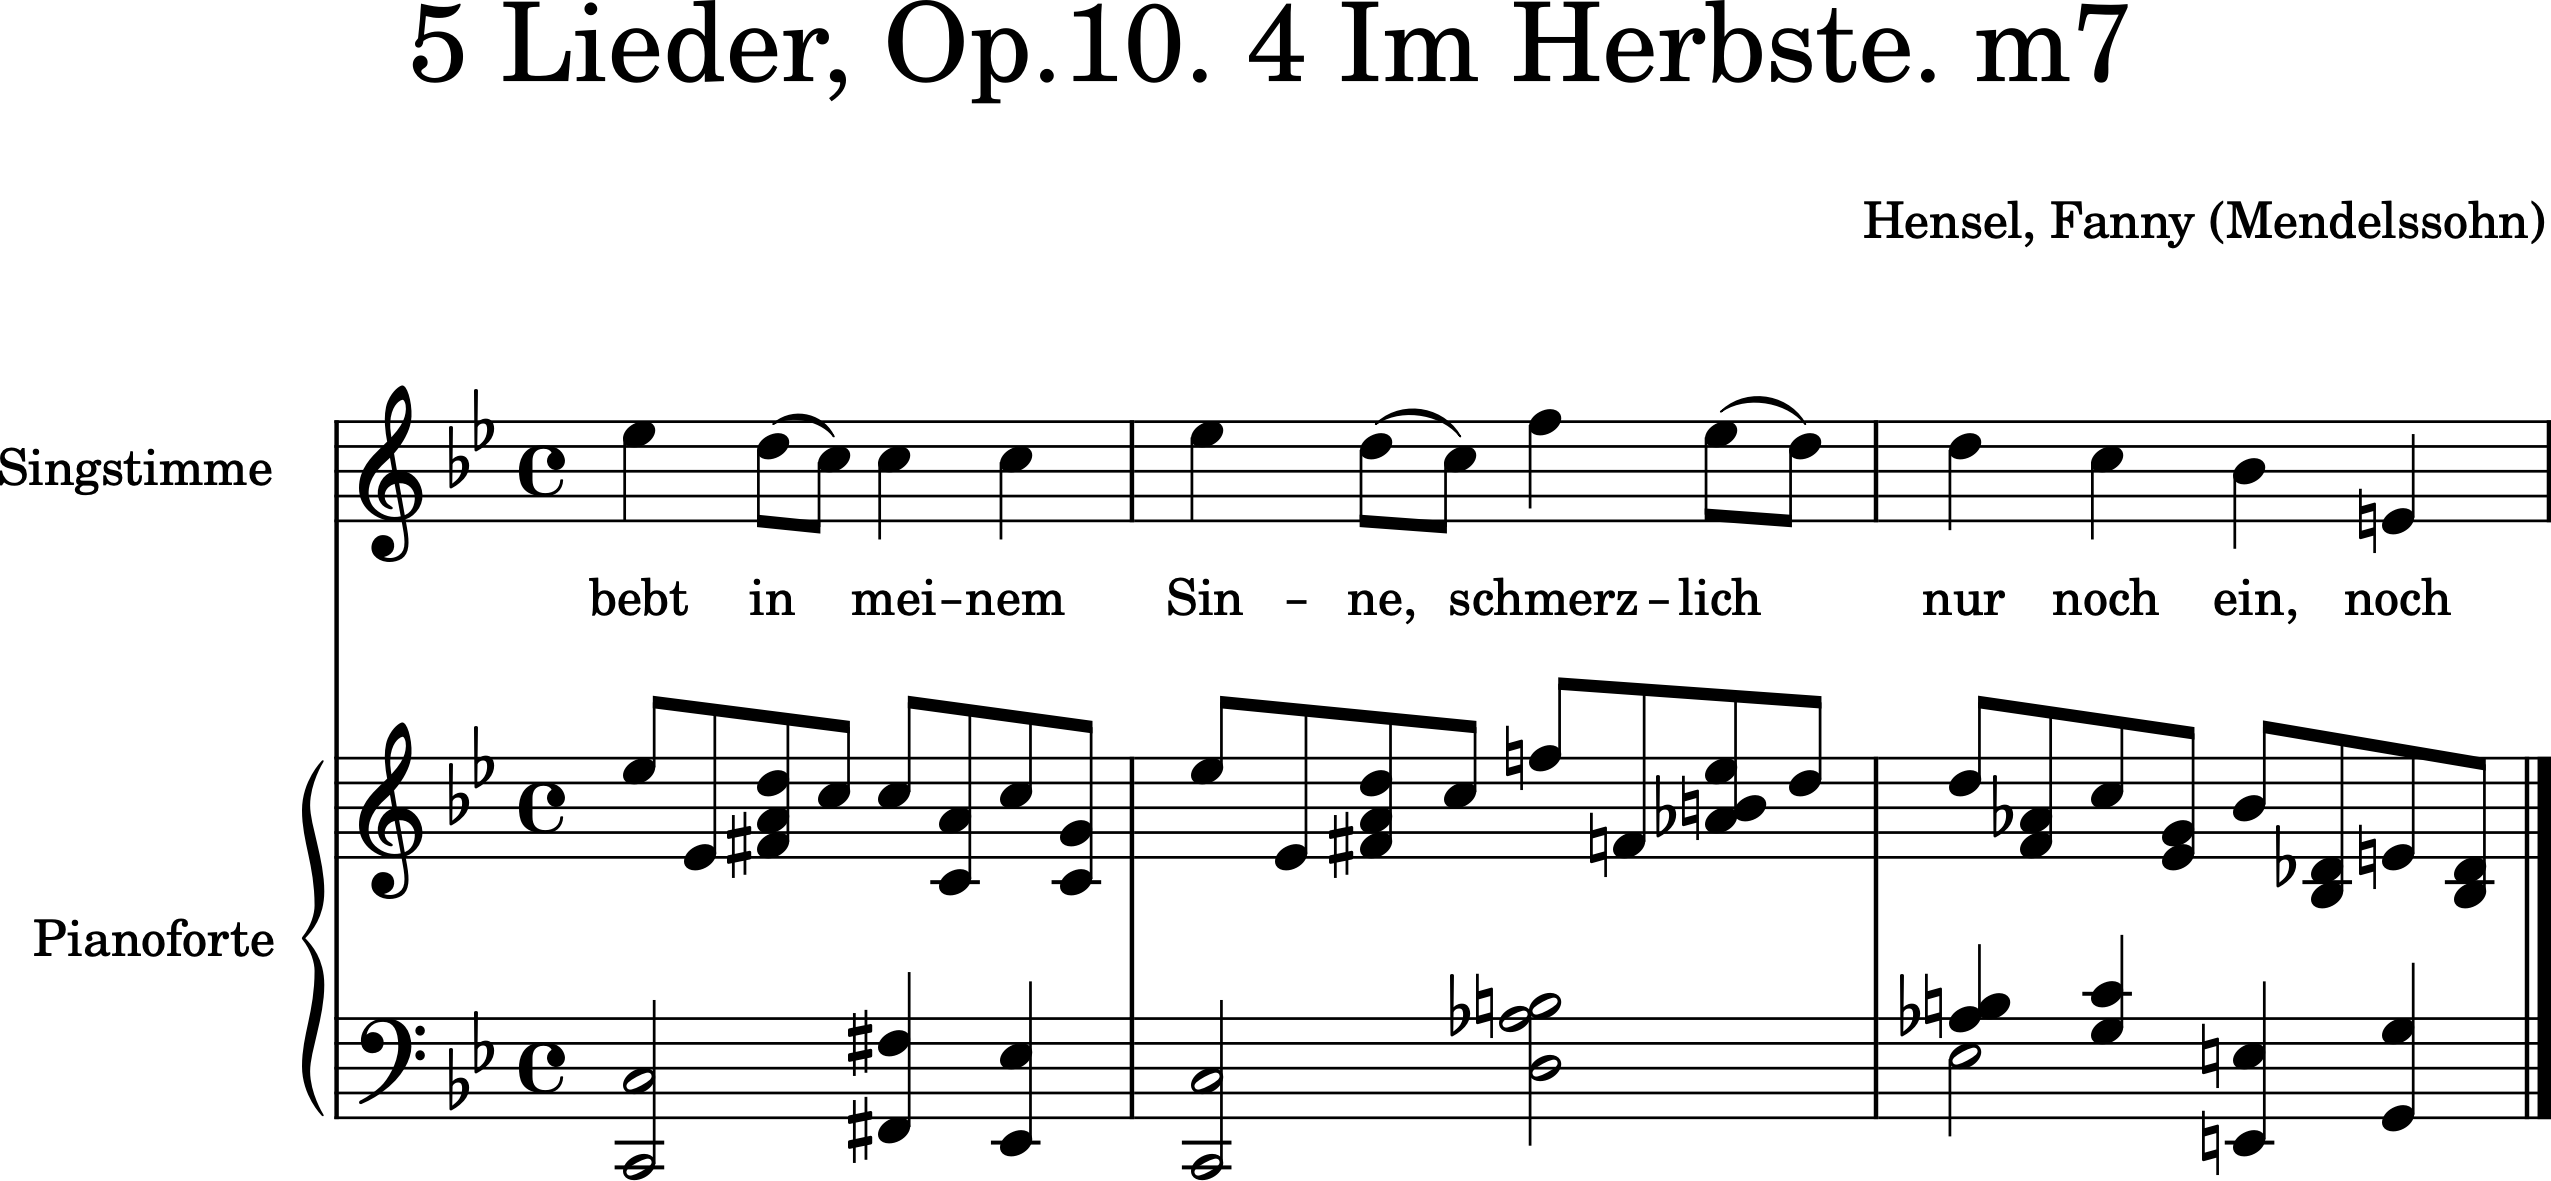 5 Lieder, Op.10. 4 Im Herbste. m7
Hensel, Fanny (Mendelssohn)
Singstimme
bebt in mei-nem Sin - ne, schmerz-lich nur noch ein, noch
Pianoforte